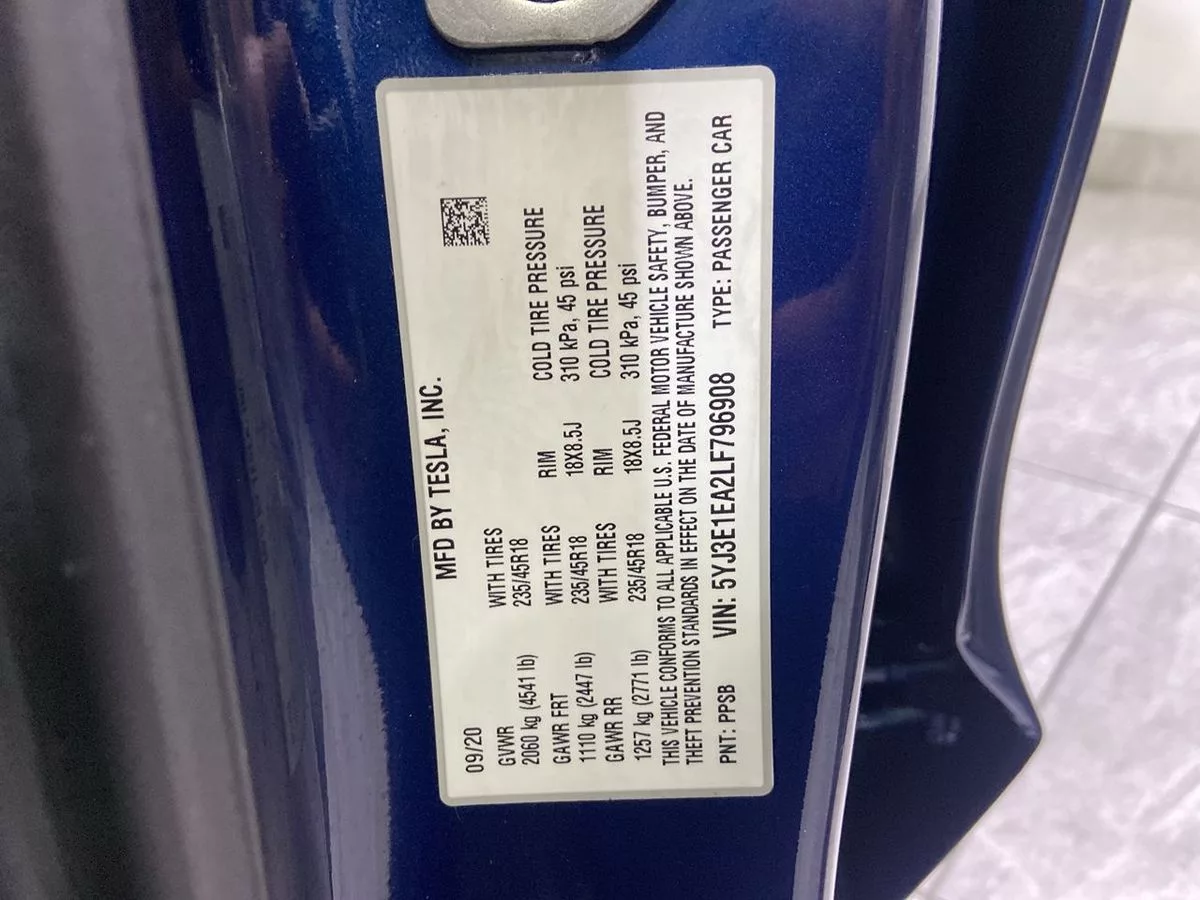 MFD BY TESLA, INC.
09/20
GVWR WITH TIRES RIM COLD TIRE PRESSURE
2060 kg (4541 lb) 235/45R18
GAWR FRT WITH TIRES RIM COLD TIRE PRESSURE
1110 kg (2447 lb) 235/45R18 18X8.5J 310 kPa, 45 psi
GAWR RR WITH TIRES RIM COLD TIRE PRESSURE
1257 kg (2771 lb) 235/45R18 18X8.5J 310 kPa, 45 psi
THIS VEHICLE CONFORMS TO ALL APPLICABLE U.S. FEDERAL MOTOR VEHICLE SAFETY, BUMPER, AND
THEFT PREVENTION STANDARDS IN EFFECT ON THE DATE OF MANUFACTURE SHOWN ABOVE.
PNT: PPSB VIN: 5YJ3E1EA2LF796908 TYPE: PASSENGER CAR